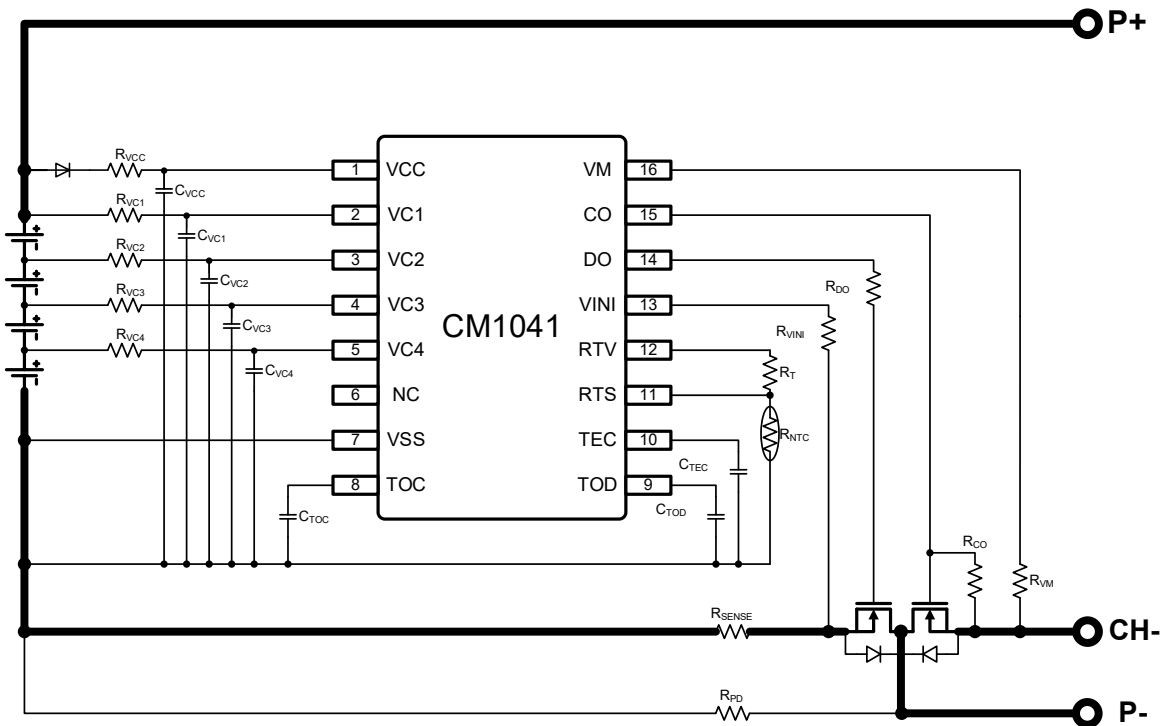 P+
RVCC
CVCC
1 VCC
VM 16
RVC1
CVC1
2 VC1
CO 15
RVC2
CVC2
3 VC2
DO 14
RDO
RVC3
CVC3
4 VC3
VINI 13
RVINI
CM1041
RVC4
CVC4
5 VC4
RTV 12
RT
6 NC
RTS 11
RNTC
7 VSS
TEC 10
CTEC
8 TOC
TOD 9
CTOC
CTOD
RCO
RVM
RSENSE
CH-
RPD
P-